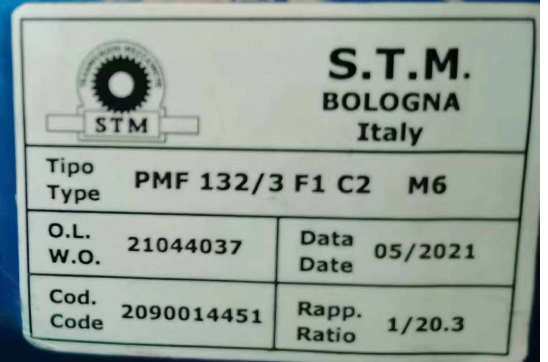 STM
S.T.M.
BOLOGNA
Italy
Tipo
Type
PMF 132/3 F1 C2 M6
O.L.
W.O.
21044037
Data
Date
05/2021
Cod.
Code
2090014451
Rapp.
Ratio
1/20.3